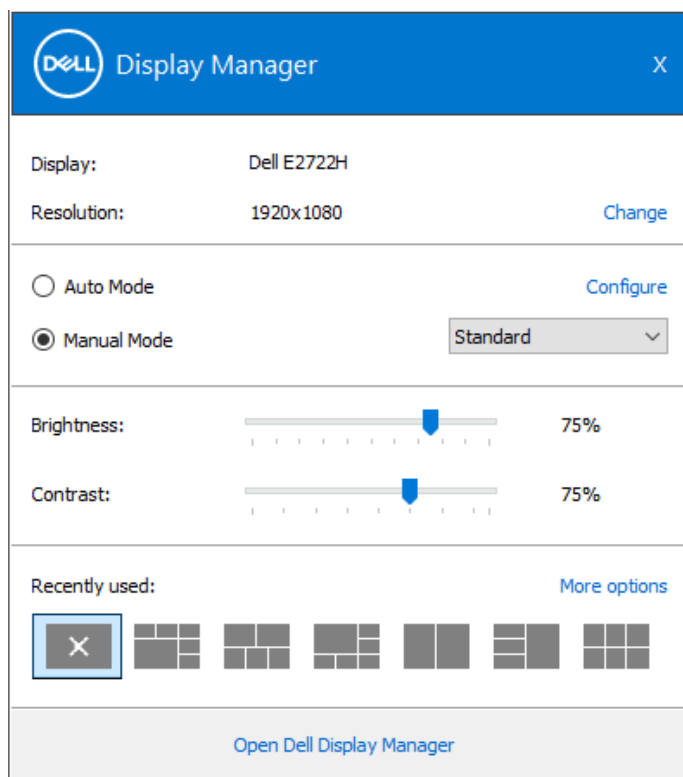 DELL Display Manager X
Display: Dell E2722H
Resolution: 1920x1080 Change
Auto Mode Configure
Manual Mode Standard
Brightness: 75%
Contrast: 75%
Recently used: More options
Open Dell Display Manager